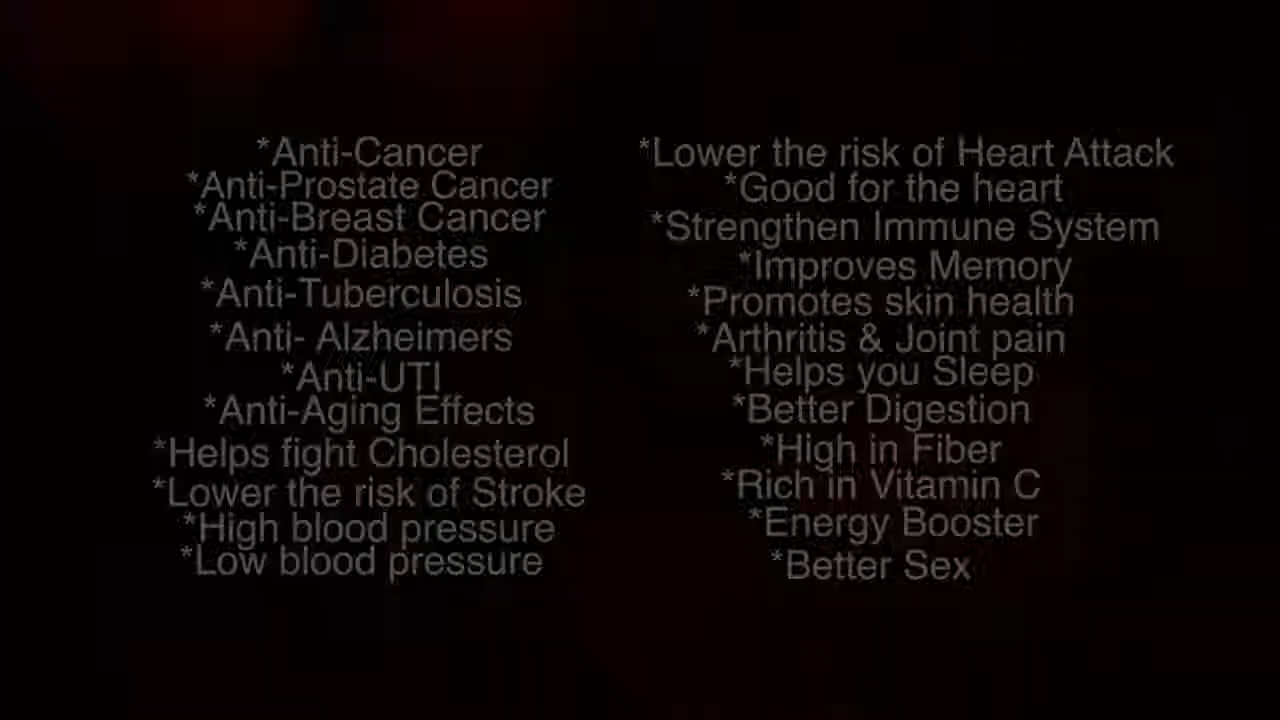 *Anti-Cancer
*Anti-Prostate Cancer
*Anti-Breast Cancer
*Anti-Diabetes
*Anti-Tuberculosis
*Anti- Alzheimers
*Anti-UTI
*Anti-Aging Effects
*Helps fight Cholesterol
*Lower the risk of Stroke
*High blood pressure
*Low blood pressure
*Lower the risk of Heart Attack
*Good for the heart
*Strengthen Immune System
*Improves Memory
*Promotes skin health
*Arthritis & Joint pain
*Helps you Sleep
*Better Digestion
*High in Fiber
*Rich in Vitamin C
*Energy Booster
*Better Sex